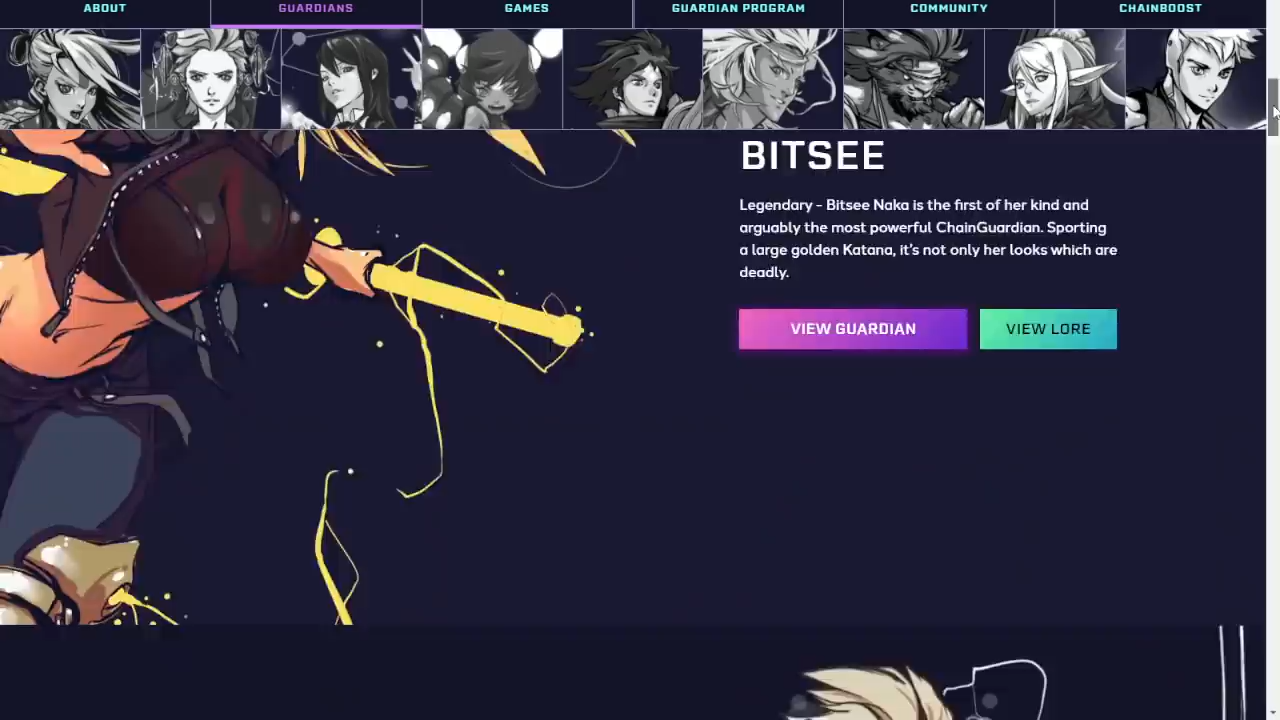 ABOUT
GUARDIANS
GAMES
GUARDIAN PROGRAM
COMMUNITY
CHAINBOOST
BITSEE
Legendary - Bitsee Naka is the first of her kind and
arguably the most powerful ChainGuardian. Sporting
a large golden Katana, it's not only her looks which are
deadly.
VIEW GUARDIAN
VIEW LORE